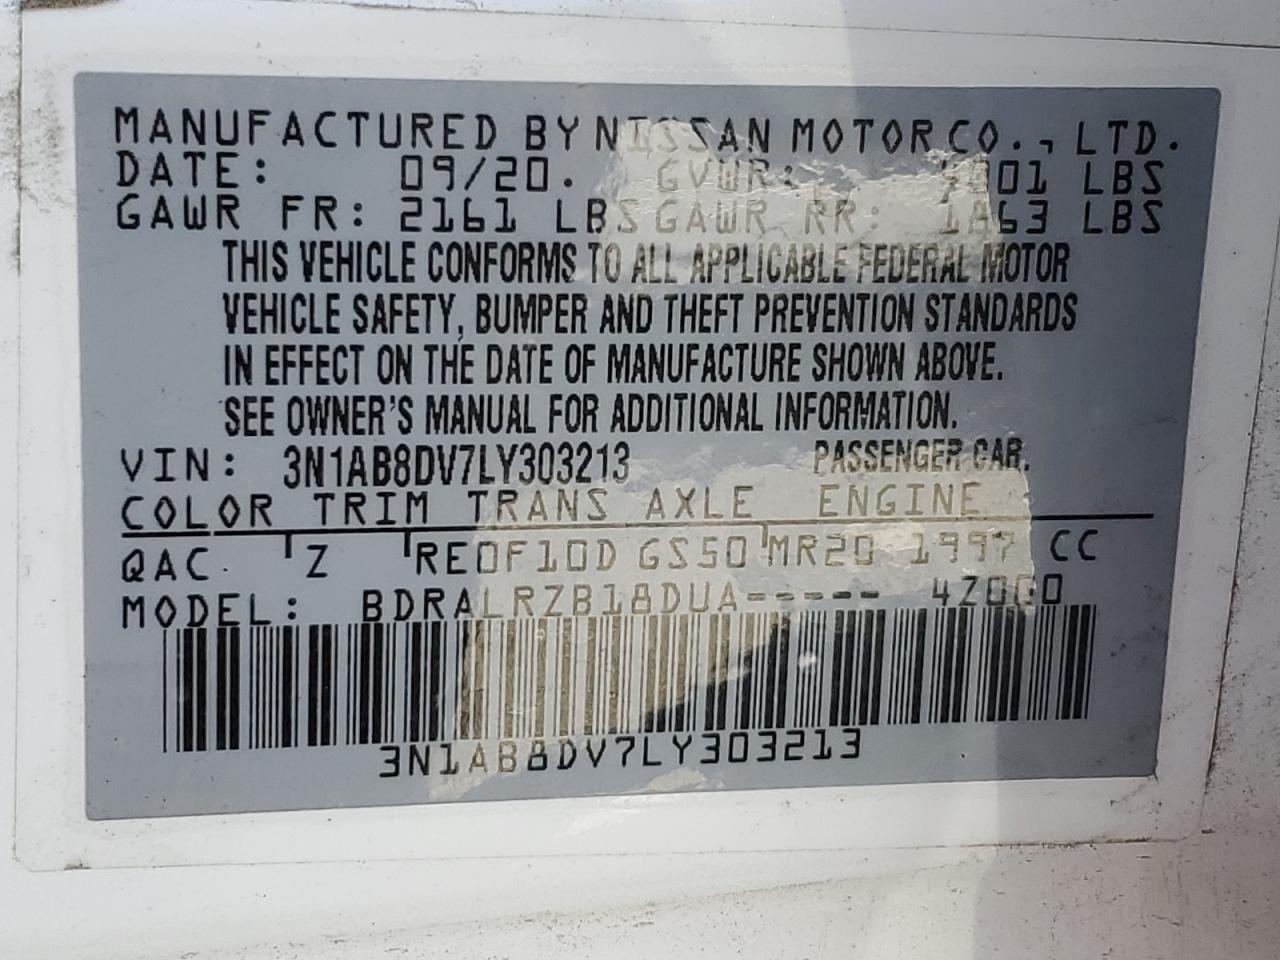 MANUFACTURED BY NISSAN MOTOR CO., LTD.
DATE: 09/20. GVWR: LBS
GAWR FR: 2161 LBS GAWR RR: 1863 LBS
THIS VEHICLE CONFORMS TO ALL APPLICABLE FEDERAL MOTOR
VEHICLE SAFETY, BUMPER AND THEFT PREVENTION STANDARDS
IN EFFECT ON THE DATE OF MANUFACTURE SHOWN ABOVE.
SEE OWNER'S MANUAL FOR ADDITIONAL INFORMATION.
VIN: 3N1AB8DV7LY303213 PASSENGER CAR.
COLOR TRIM TRANS AXLE ENGINE
QAC Z RE0F10D GS50 MR20 1997 CC
MODEL: BDRALRZB18DUA-----
3N1AB8DV7LY303213